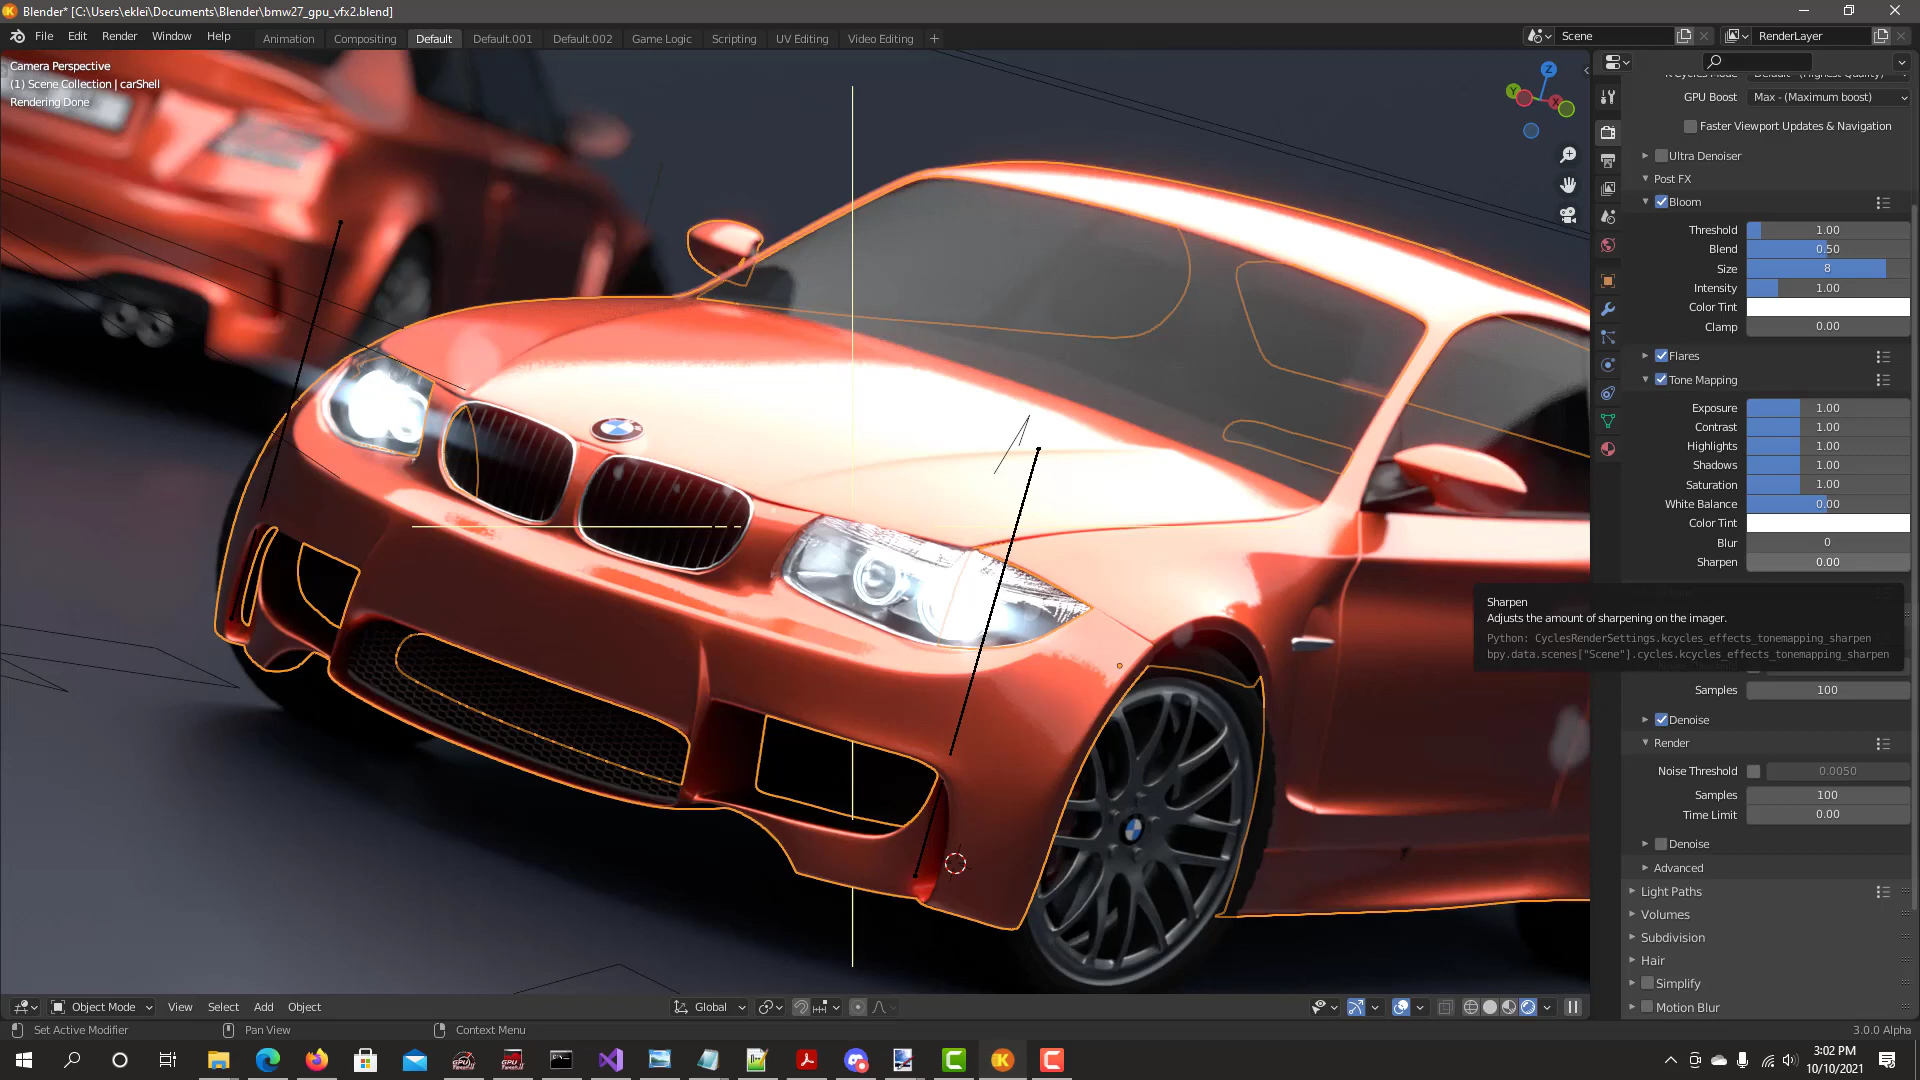 Blender* [C:\Users\eklei\Documents\Blender\bmw27_gpu_vfx2.blend]
File Edit Render Window Help Animation Compositing Default Default.001 Default.002 Game Logic Scripting UV Editing Video Editing + Scene RenderLayer
Camera Perspective
(1) Scene Collection | carShell
Rendering Done
Z
Y
X
GPU Boost Max - (Maximum boost)
Faster Viewport Updates & Navigation
Ultra Denoiser
Post FX
Bloom
Threshold 1.00
Blend 0.50
Size 8
Intensity 1.00
Color Tint
Clamp 0.00
Flares
Tone Mapping
Exposure 1.00
Contrast 1.00
Highlights 1.00
Shadows 1.00
Saturation 1.00
White Balance 0.00
Color Tint
Blur 0
Sharpen 0.00
Sharpen
Adjusts the amount of sharpening on the imager.
Python: CyclesRenderSettings.kcycles_effects_tonemapping_sharpen
bpy.data.scenes["Scene"].cycles.kcycles_effects_tonemapping_sharpen
Samples 100
Denoise
Render
Noise Threshold 0.0050
Samples 100
Time Limit 0.00
Denoise
Advanced
Light Paths
Volumes
Subdivision
Hair
Simplify
Motion Blur
Object Mode View Select Add Object Global
Set Active Modifier Pan View Context Menu 3.0.0 Alpha
3:02 PM
10/10/2021